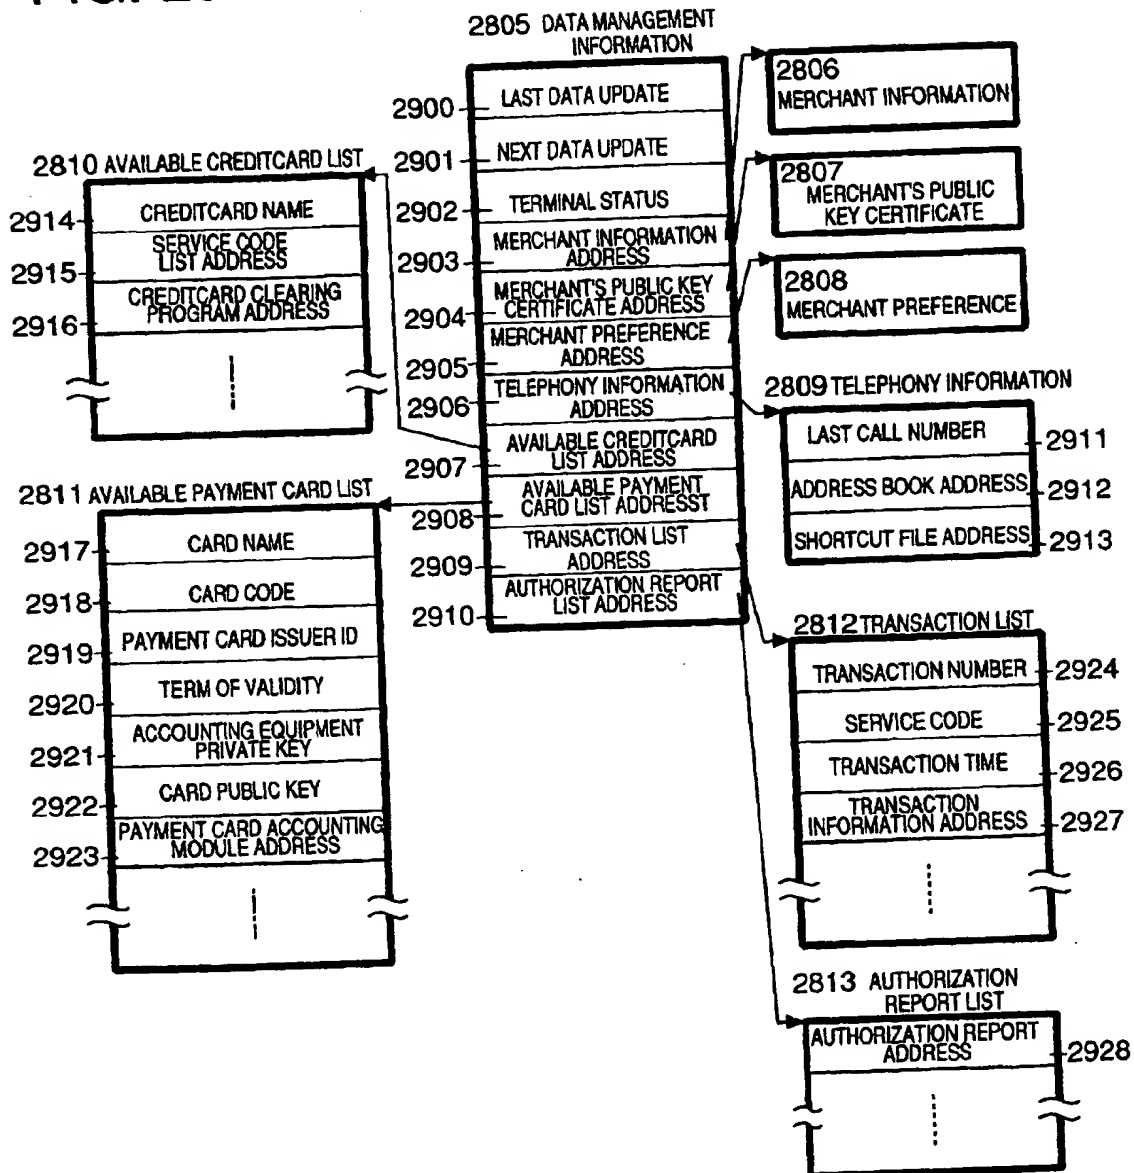 2805 DATA MANAGEMENT
INFORMATION
2900
LAST DATA UPDATE
2901
NEXT DATA UPDATE
2902
TERMINAL STATUS
2903
MERCHANT INFORMATION
ADDRESS
2904
MERCHANT'S PUBLIC KEY
CERTIFICATE ADDRESS
2905
MERCHANT PREFERENCE
ADDRESS
2906
TELEPHONY INFORMATION
ADDRESS
2907
AVAILABLE CREDITCARD
LIST ADDRESS
2908
AVAILABLE PAYMENT
CARD LIST ADDRESST
2909
TRANSACTION LIST
ADDRESS
2910
AUTHORIZATION REPORT
LIST ADDRESS
2810 AVAILABLE CREDITCARD LIST
2914
CREDITCARD NAME
2915
SERVICE CODE
LIST ADDRESS
2916
CREDITCARD CLEARING
PROGRAM ADDRESS
2811 AVAILABLE PAYMENT CARD LIST
2917
CARD NAME
2918
CARD CODE
2919
PAYMENT CARD ISSUER ID
2920
TERM OF VALIDITY
2921
ACCOUNTING EQUIPMENT
PRIVATE KEY
2922
CARD PUBLIC KEY
2923
PAYMENT CARD ACCOUNTING
MODULE ADDRESS
2806
MERCHANT INFORMATION
2807
MERCHANT'S PUBLIC
KEY CERTIFICATE
2808
MERCHANT PREFERENCE
2809 TELEPHONY INFORMATION
LAST CALL NUMBER
2911
ADDRESS BOOK ADDRESS
2912
SHORTCUT FILE ADDRESS
2913
2812 TRANSACTION LIST
TRANSACTION NUMBER
2924
SERVICE CODE
2925
TRANSACTION TIME
2926
TRANSACTION
INFORMATION ADDRESS
2927
2813 AUTHORIZATION
REPORT LIST
AUTHORIZATION REPORT
ADDRESS
2928